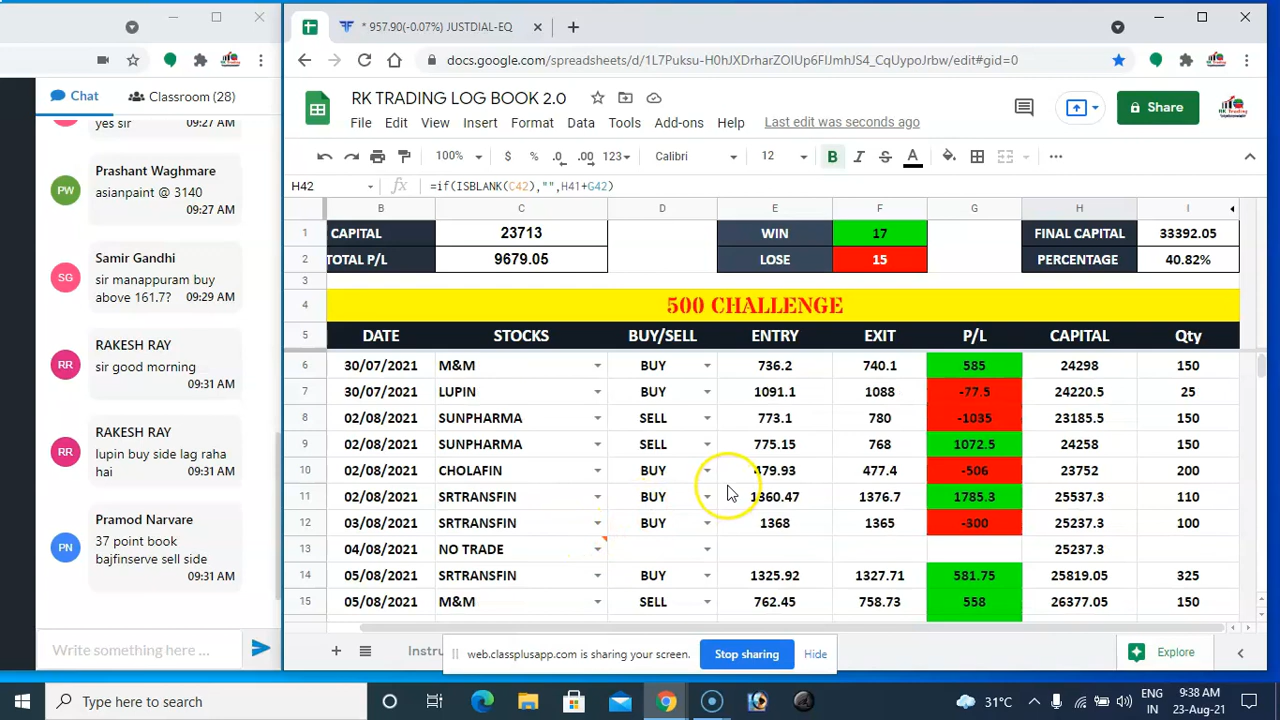 Chat
Classroom (28)
yes sir
09:27 AM
Prashant Waghmare
PW
asianpaint @ 3140
09:27 AM
Samir Gandhi
SG
sir manappuram buy
above 161.7?
09:29 AM
RAKESH RAY
RR
sir good morning
09:31 AM
RAKESH RAY
RR
lupin buy side lag raha
hai
09:31 AM
Pramod Narvare
PN
37 point book
bajfinserve sell side
09:31 AM
Write something here ...
* 957.90(-0.07%) JUSTDIAL-EQ
RK TRADING LOG BOOK 2.0
File Edit View Insert Format Data Tools Add-ons Help Last edit was seconds ago
Share
100% $ % .0 .00 123 Calibri 12 B I S A
H42 fx =if(ISBLANK(C42),"",H41+G42)
B C D E F G H I
1 CAPITAL 23713 WIN 17 FINAL CAPITAL 33392.05
2 TOTAL P/L 9679.05 LOSE 15 PERCENTAGE 40.82%
3
4 500 CHALLENGE
5 DATE STOCKS BUY/SELL ENTRY EXIT P/L CAPITAL Qty
6 30/07/2021 M&M BUY 736.2 740.1 585 24298 150
7 30/07/2021 LUPIN BUY 1091.1 1088 -77.5 24220.5 25
8 02/08/2021 SUNPHARMA SELL 773.1 780 -1035 23185.5 150
9 02/08/2021 SUNPHARMA SELL 775.15 768 1072.5 24258 150
10 02/08/2021 CHOLAFIN BUY 479.93 477.4 -506 23752 200
11 02/08/2021 SRTRANSFIN BUY 1360.47 1376.7 1785.3 25537.3 110
12 03/08/2021 SRTRANSFIN BUY 1368 1365 -300 25237.3 100
13 04/08/2021 NO TRADE 25237.3
14 05/08/2021 SRTRANSFIN BUY 1325.92 1327.71 581.75 25819.05 325
15 05/08/2021 M&M SELL 762.45 758.73 558 26377.05 150
web.classplusapp.com is sharing your screen. Stop sharing Hide
Explore
Type here to search
31°C
ENG
IN
9:38 AM
23-Aug-21